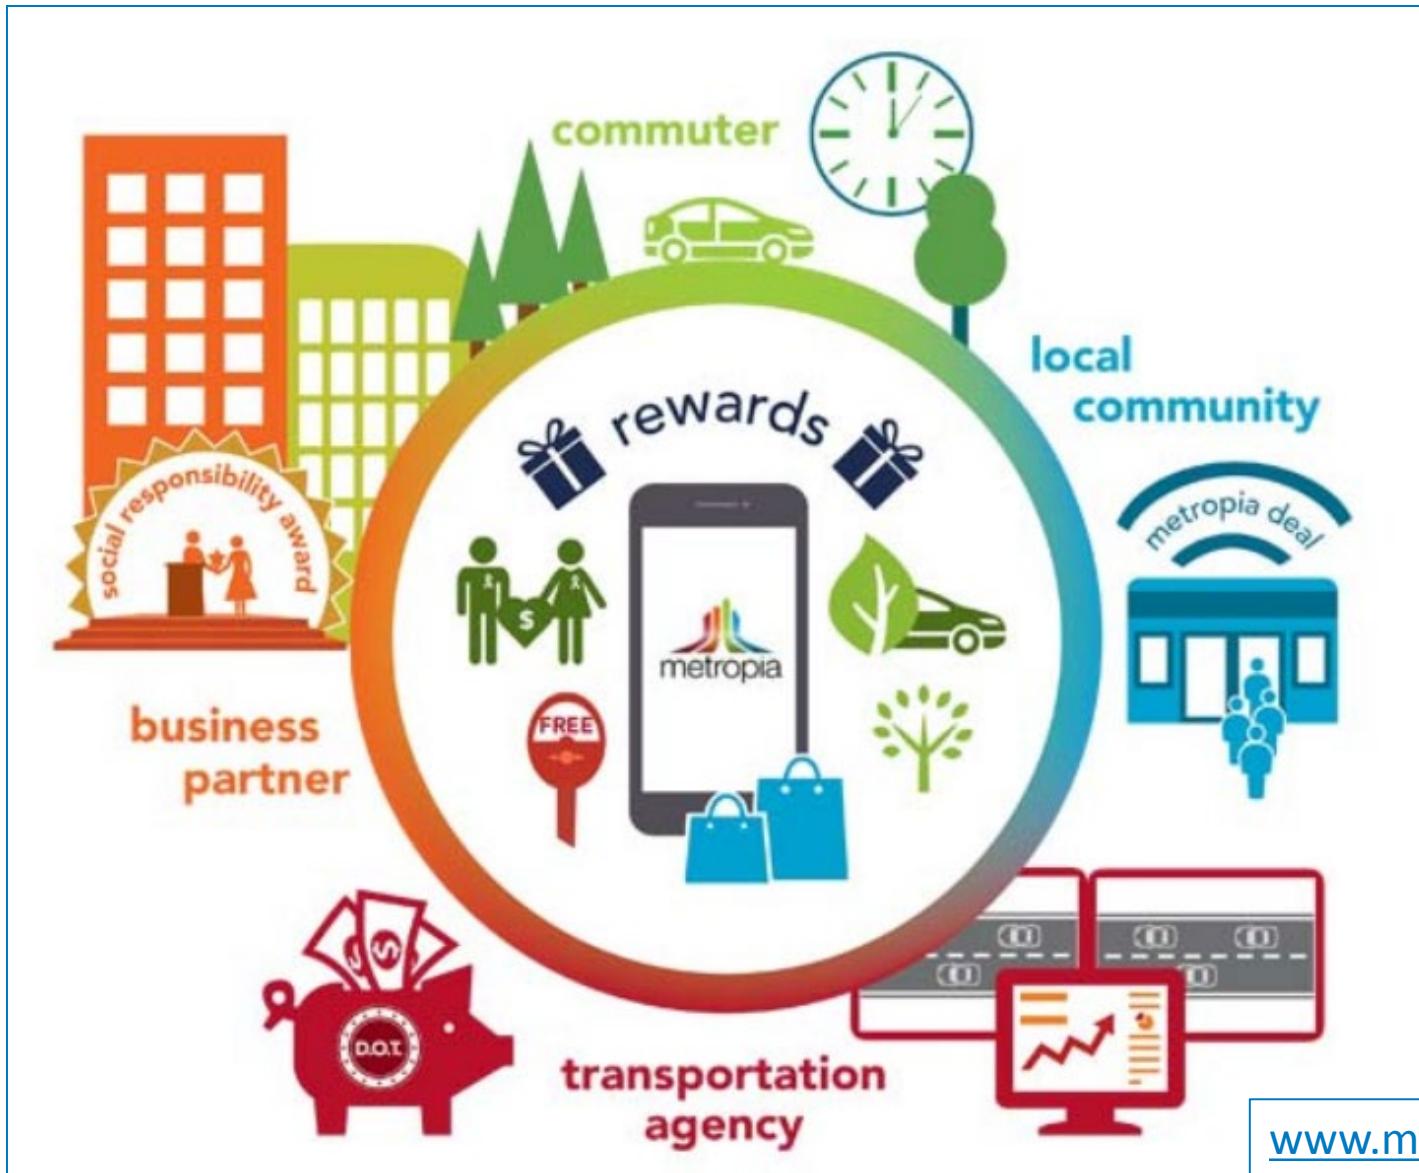 commuter
local
community
rewards
social responsibility award
metropia deal
metropia
FREE
$
business
partner
$
D.O.T.
transportation
agency
www.m